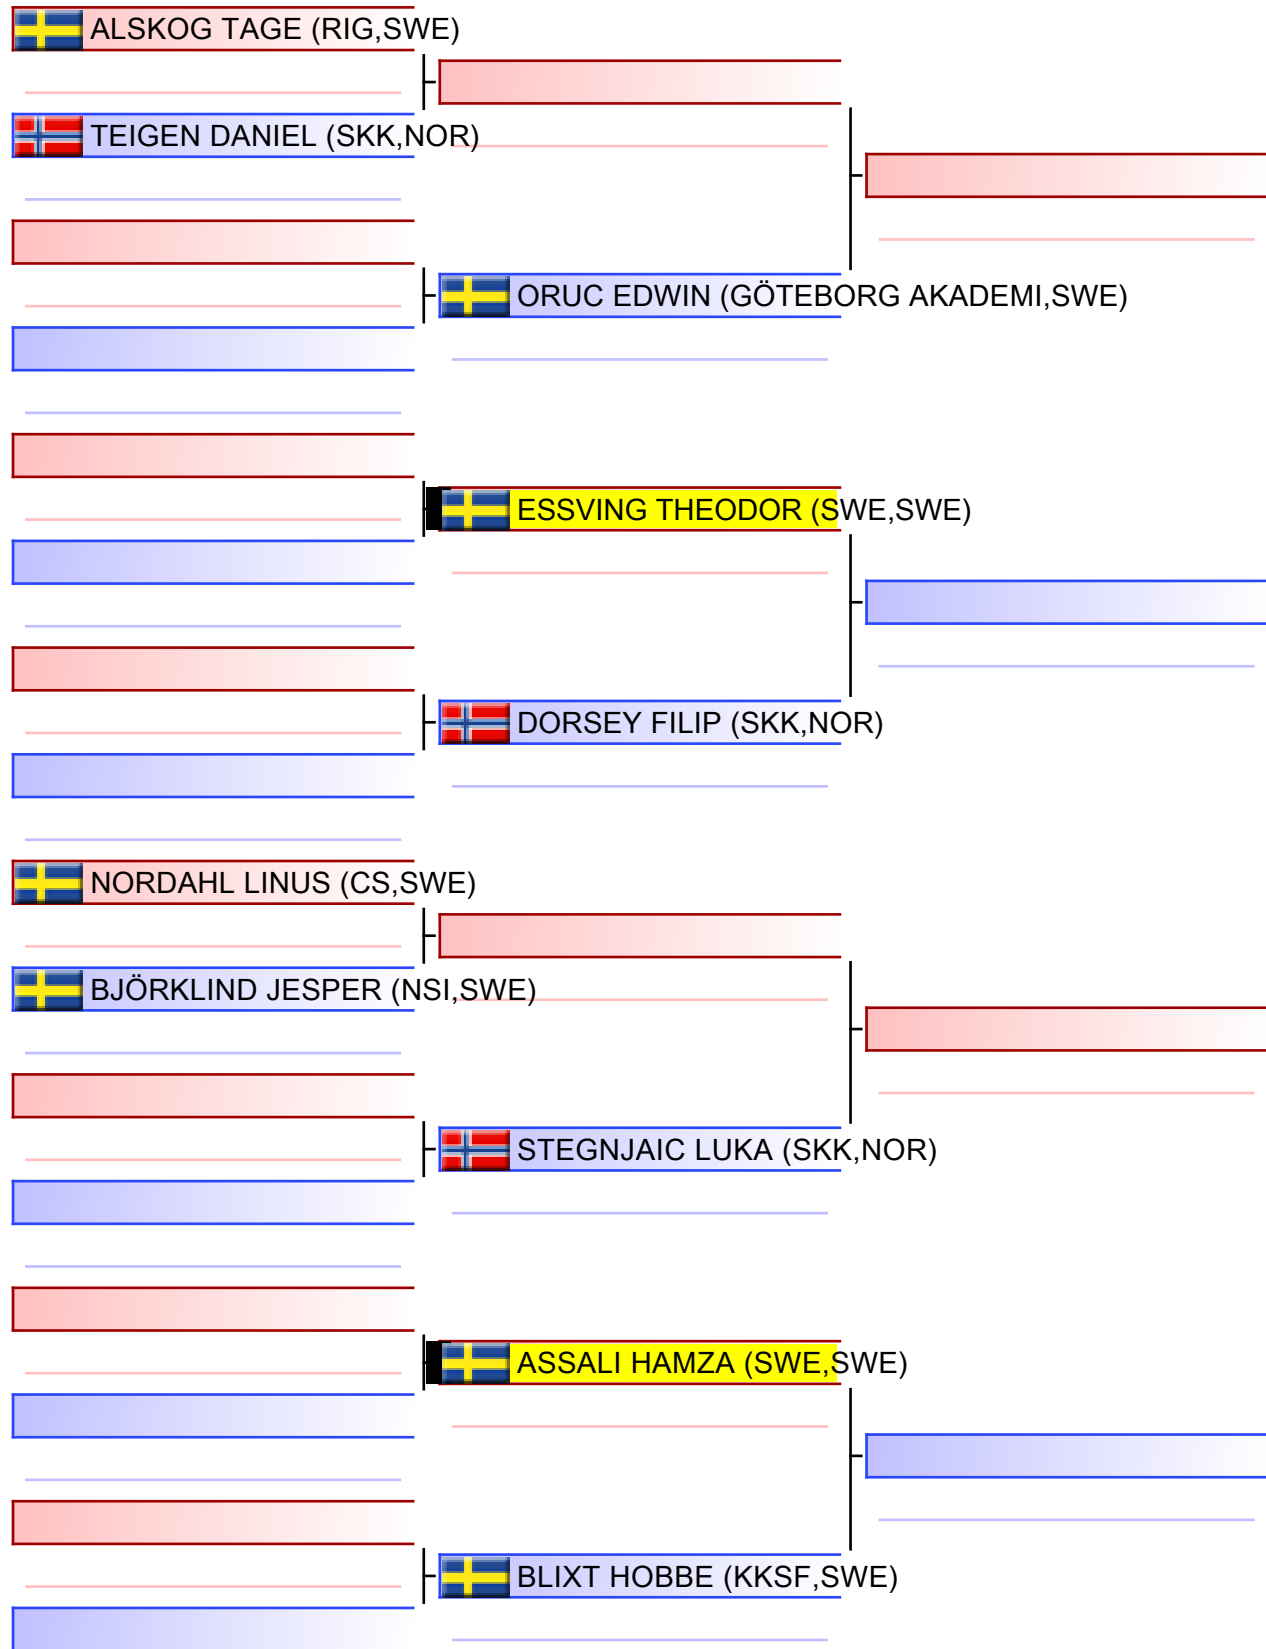 ALSKOG TAGE (RIG,SWE)
TEIGEN DANIEL (SKK,NOR)
ORUC EDWIN (GÖTEBORG AKADEMI,SWE)
ESSVING THEODOR (SWE,SWE)
DORSEY FILIP (SKK,NOR)
NORDAHL LINUS (CS,SWE)
BJÖRKLIND JESPER (NSI,SWE)
STEGNJAIC LUKA (SKK,NOR)
ASSALI HAMZA (SWE,SWE)
BLIXT HOBBE (KKSF,SWE)